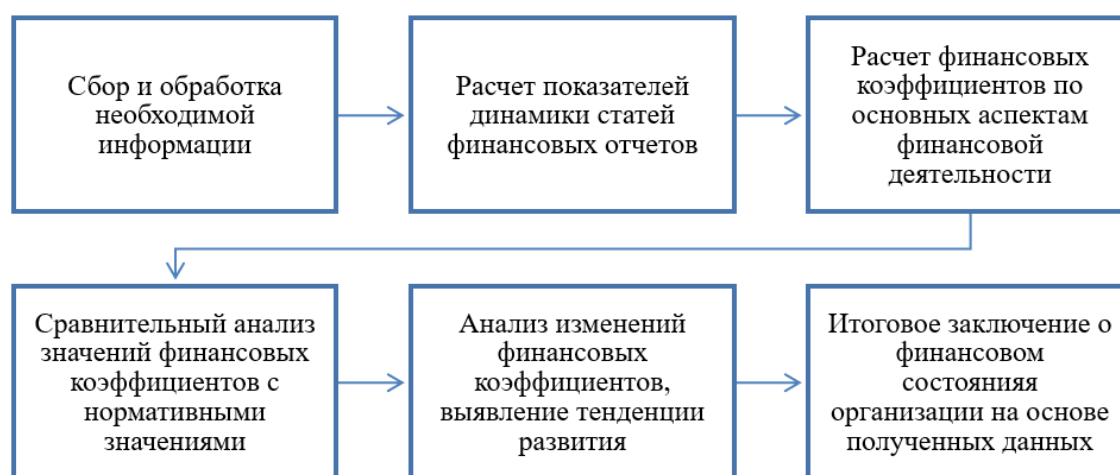 Сбор и обработка
необходимой
информации
Расчет показателей
динамики статей
финансовых отчетов
Расчет финансовых
коэффициентов по
основных аспектам
финансовой
деятельности
Сравнительный анализ
значений финансовых
коэффициентов с
нормативными
значениями
Анализ изменений
финансовых
коэффициентов,
выявление тенденции
развития
Итоговое заключение о
финансовом
состоянияя
организации на основе
полученных данных